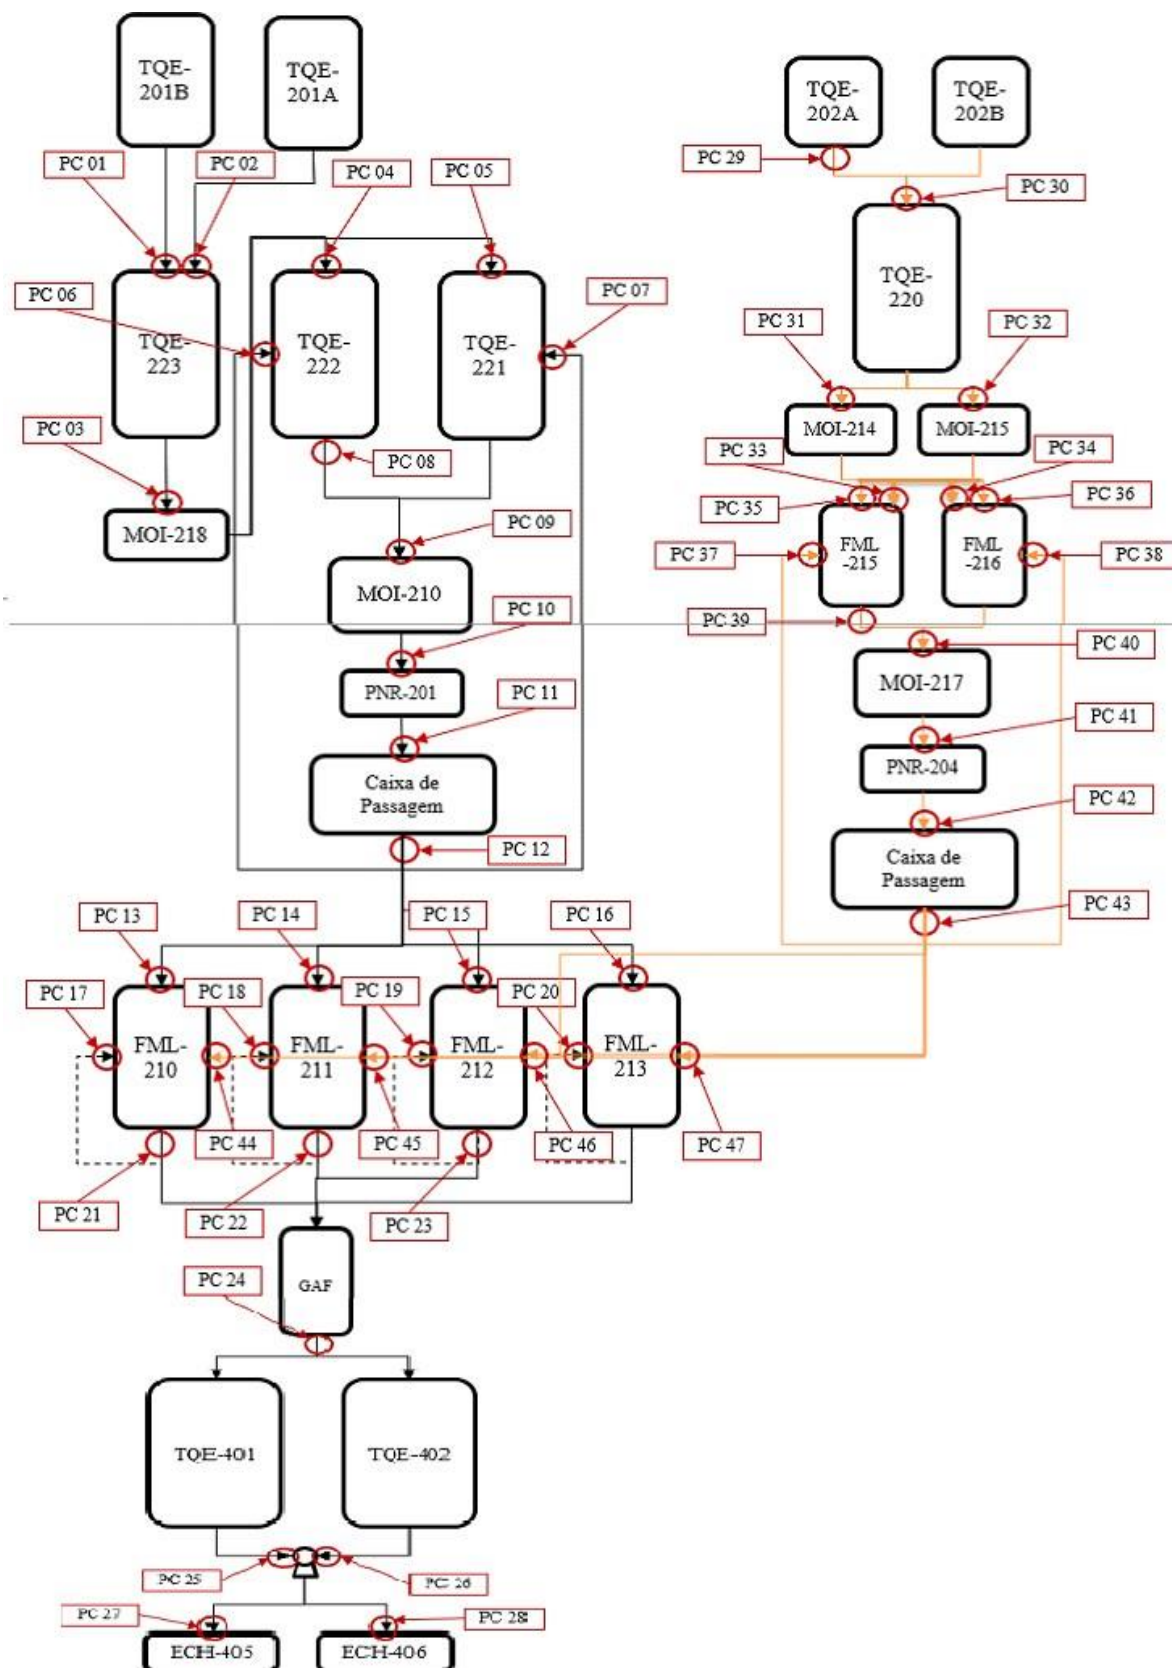 TQE-
201B
TQE-
201A
TQE-
202A
TQE-
202B
PC 01
PC 02
PC 04
PC 05
PC 29
PC 30
TQE-
223
TQE-
222
TQE-
221
TQE-
220
PC 06
PC 07
PC 31
PC 32
PC 03
PC 08
MOI-214
MOI-215
PC 33
PC 34
PC 35
PC 36
MOI-218
PC 09
PC 37
FML
-215
FML
-216
PC 38
MOI-210
PC 10
PC 39
PC 40
MOI-217
PNR-201
PC 11
PC 41
PNR-204
Caixa de
Passagem
PC 42
Caixa de
Passagem
PC 12
PC 43
PC 13
PC 14
PC 15
PC 16
PC 17
PC 18
PC 19
PC 20
FML-
210
FML-
211
FML-
212
FML-
213
PC 44
PC 45
PC 46
PC 47
PC 21
PC 22
PC 23
PC 24
GAF
TQE-401
TQE-402
PC 25
PC 26
PC 27
PC 28
ECH-405
ECH-406